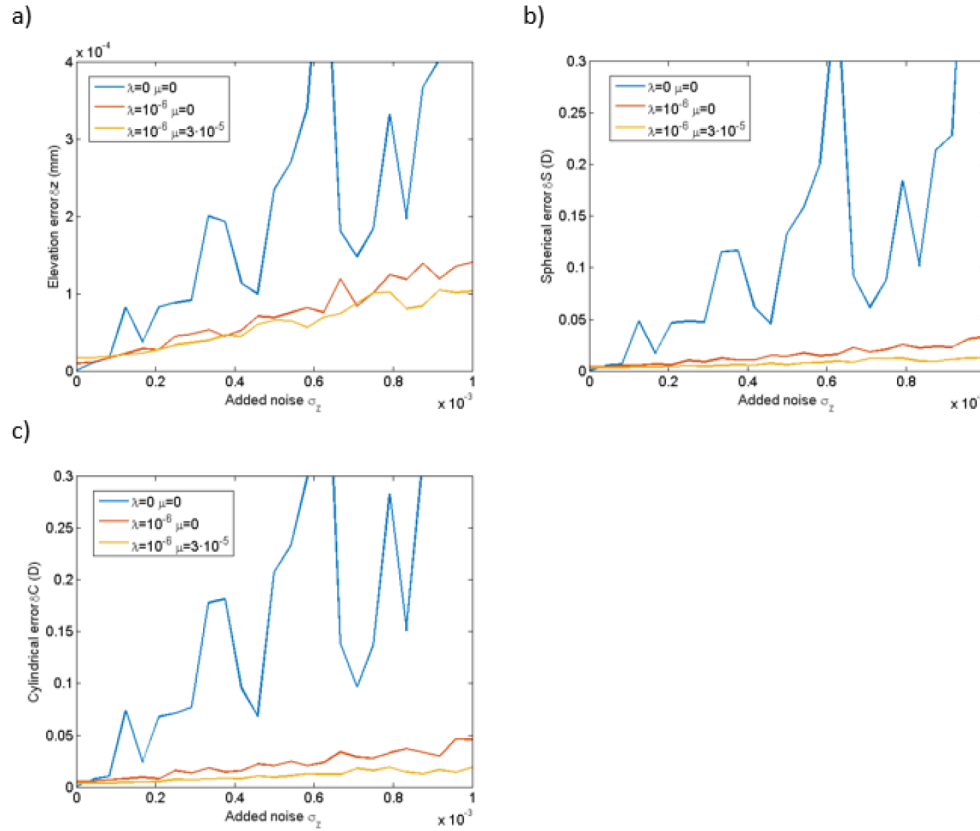 a)
× 10⁻⁴
4
3
2
1
0
Elevation error δz (mm)
λ=0 μ=0
λ=10⁻⁶ μ=0
λ=10⁻⁶ μ=3·10⁻⁵
0 0.2 0.4 0.6 0.8 1
Added noise σz
× 10⁻³
b)
0.3
0.25
0.2
0.15
0.1
0.05
0
Spherical error δS (D)
λ=0 μ=0
λ=10⁻⁶ μ=0
λ=10⁻⁶ μ=3·10⁻⁵
0 0.2 0.4 0.6 0.8
Added noise σz
× 10⁻
c)
0.3
0.25
0.2
0.15
0.1
0.05
0
Cylindrical error δC (D)
λ=0 μ=0
λ=10⁻⁶ μ=0
λ=10⁻⁶ μ=3·10⁻⁵
0 0.2 0.4 0.6 0.8 1
Added noise σz
× 10⁻³